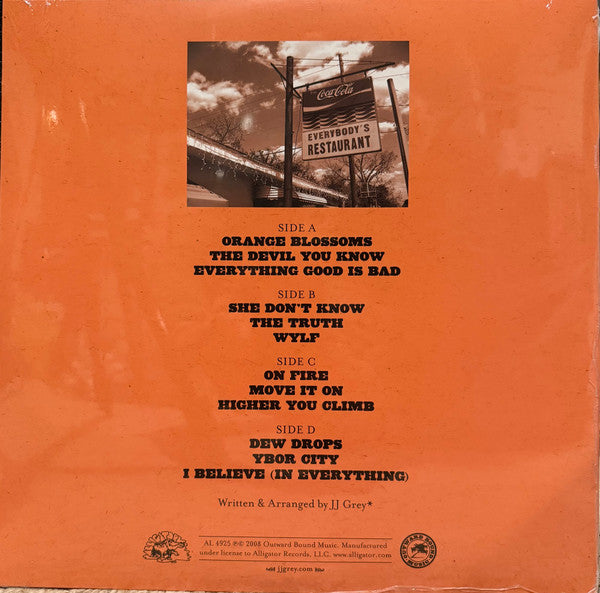 Coca-Cola
EVERYBODY'S
RESTAURANT
SIDE A
ORANGE BLOSSOMS
THE DEVIL YOU KNOW
EVERYTHING GOOD IS BAD
SIDE B
SHE DON'T KNOW
THE TRUTH
WYLF
SIDE C
ON FIRE
MOVE IT ON
HIGHER YOU CLIMB
SIDE D
DEW DROPS
YBOR CITY
I BELIEVE (IN EVERYTHING)
Written & Arranged by JJ Grey*
AL 4925 ℗© 2008 Outward Bound Music. Manufactured
under license to Alligator Records, LLC. www.alligator.com
jjgrey.com
OUTWARD BOUND MUSIC